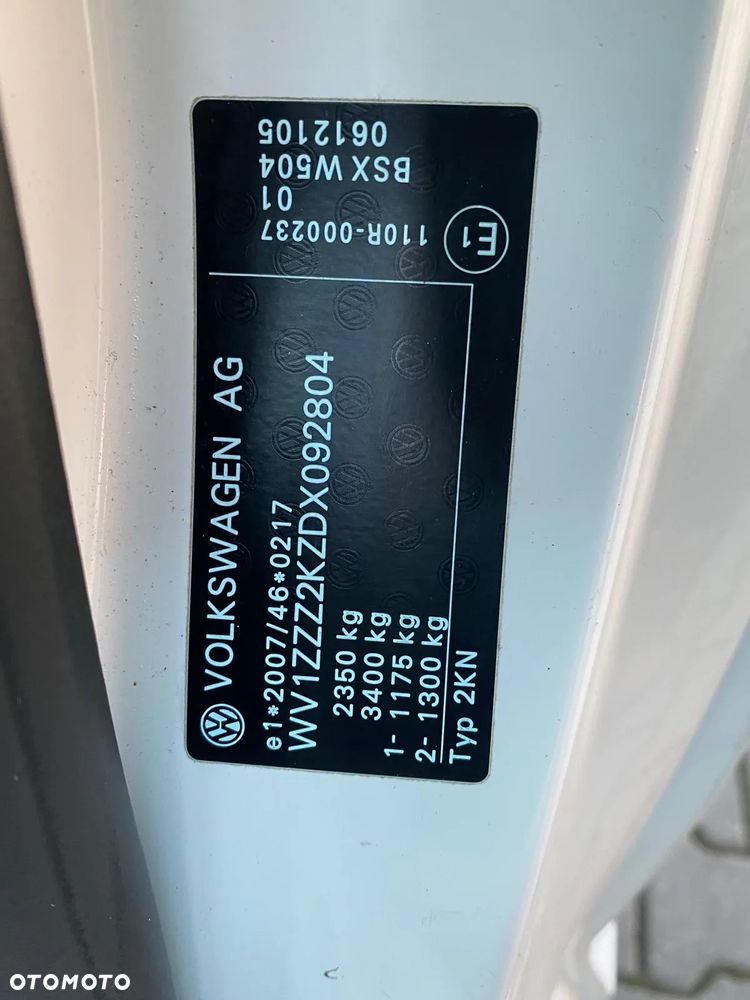 VOLKSWAGEN AG
e1*2007/46*0217
WV1ZZZ2KZDX092804
2350 kg
3400 kg
1- 1175 kg
2- 1300 kg
Typ 2KN
E1
110R-000237
01
BSX W504
0612105
OTOMOTO